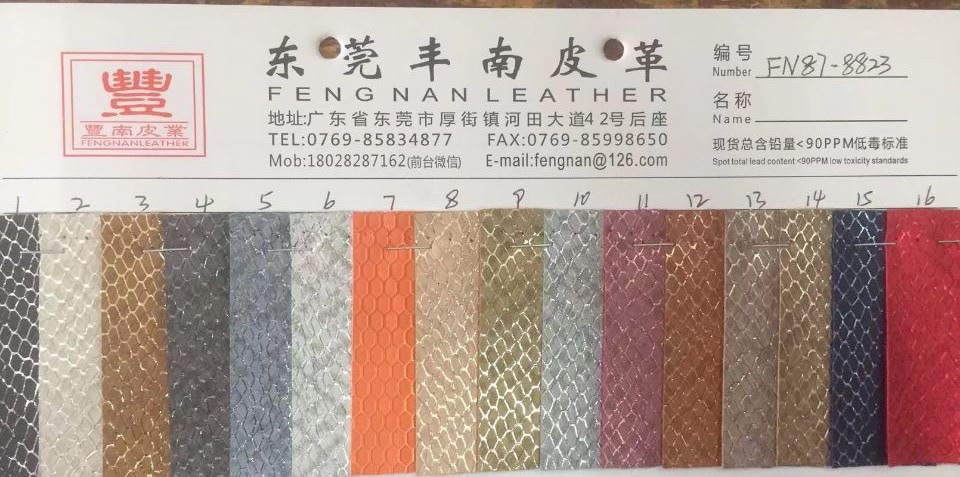 豐
豐南皮業
FENGNANLEATHER
东莞丰南皮革
FENG NAN LEATHER
地址:广东省东莞市厚街镇河田大道42号后座
TEL:0769-85834877 FAX:0769-85998650
Mob:18028287162(前台微信) E-mail:fengnan@126.com
编号
Number FN87-8823
名称
Name
现货总含铅量<90PPM低毒标准
Spot total lead content <90PPM low toxicity standards
1 2 3 4 5 6 7 8 9 10 11 12 13 14 15 16